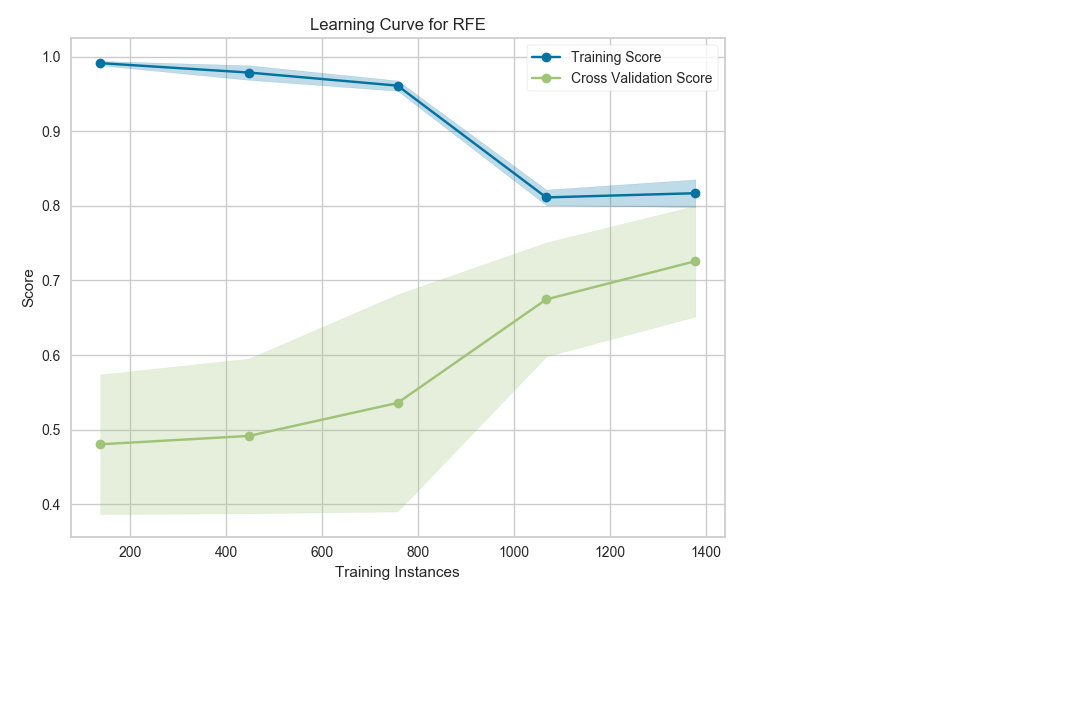 Learning Curve for RFE
Training Score
Cross Validation Score
Score
1.0
0.9
0.8
0.7
0.6
0.5
0.4
200 400 600 800 1000 1200 1400
Training Instances